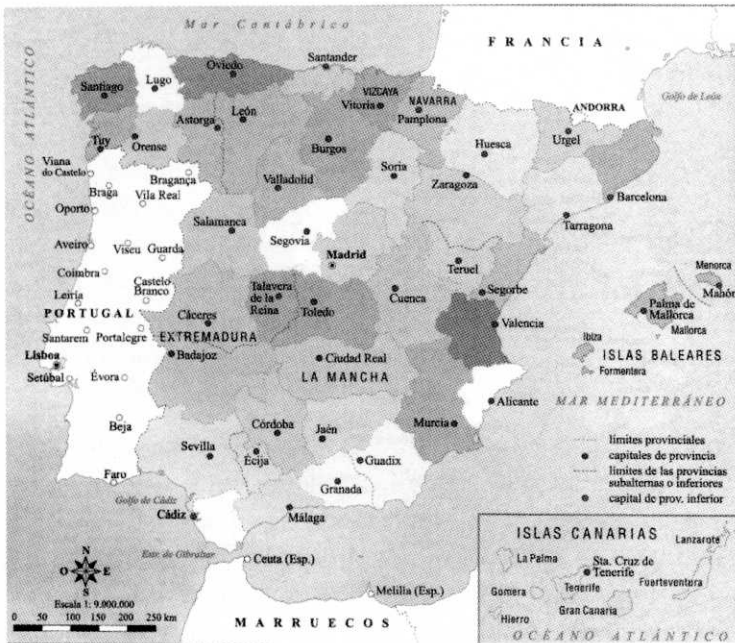 Mar Cantábrico
FRANCIA
OCÉANO ATLÁNTICO
Golfo de León
Santiago
Lugo
Oviedo
Santander
VIZCAYA
Vitoria
NAVARRA
Pamplona
ANDORRA
Huesca
Urgel
Tuy
Orense
Astorga
León
Burgos
Soria
Zaragoza
Barcelona
Tarragona
Viana
do Castelo
Bragança
Braga
Vila Real
Oporto
Valladolid
Salamanca
Segovia
Madrid
Aveiro
Viseu
Guarda
Coimbra
Castelo
Branco
Leiria
PORTUGAL
Santarem
Portalegre
Lisboa
Setúbal
Évora
Beja
Faro
Talavera
de la
Reina
Toledo
Cáceres
EXTREMADURA
Badajoz
Cuenca
Teruel
Segorbe
Valencia
Ciudad Real
LA MANCHA
Menorca
Mahón
Palma de
Mallorca
Mallorca
Ibiza
ISLAS BALEARES
Formentera
MAR MEDITERRÁNEO
Alicante
Murcia
Córdoba
Jaén
Sevilla
Écija
Guadix
Granada
Golfo de Cádiz
Cádiz
Málaga
Estr. de Gibraltar
Ceuta (Esp.)
Melilla (Esp.)
MARRUECOS
límites provinciales
capitales de provincia
límites de las provincias
subalternas o inferiores
capital de prov. inferior
ISLAS CANARIAS
Lanzarote
La Palma
Sta. Cruz de
Tenerife
Tenerife
Fuerteventura
Gomera
Gran Canaria
Hierro
OCÉANO ATLÁNTICO
N
O
E
S
Escala 1: 9.000.000
0 50 100 150 200 250 km